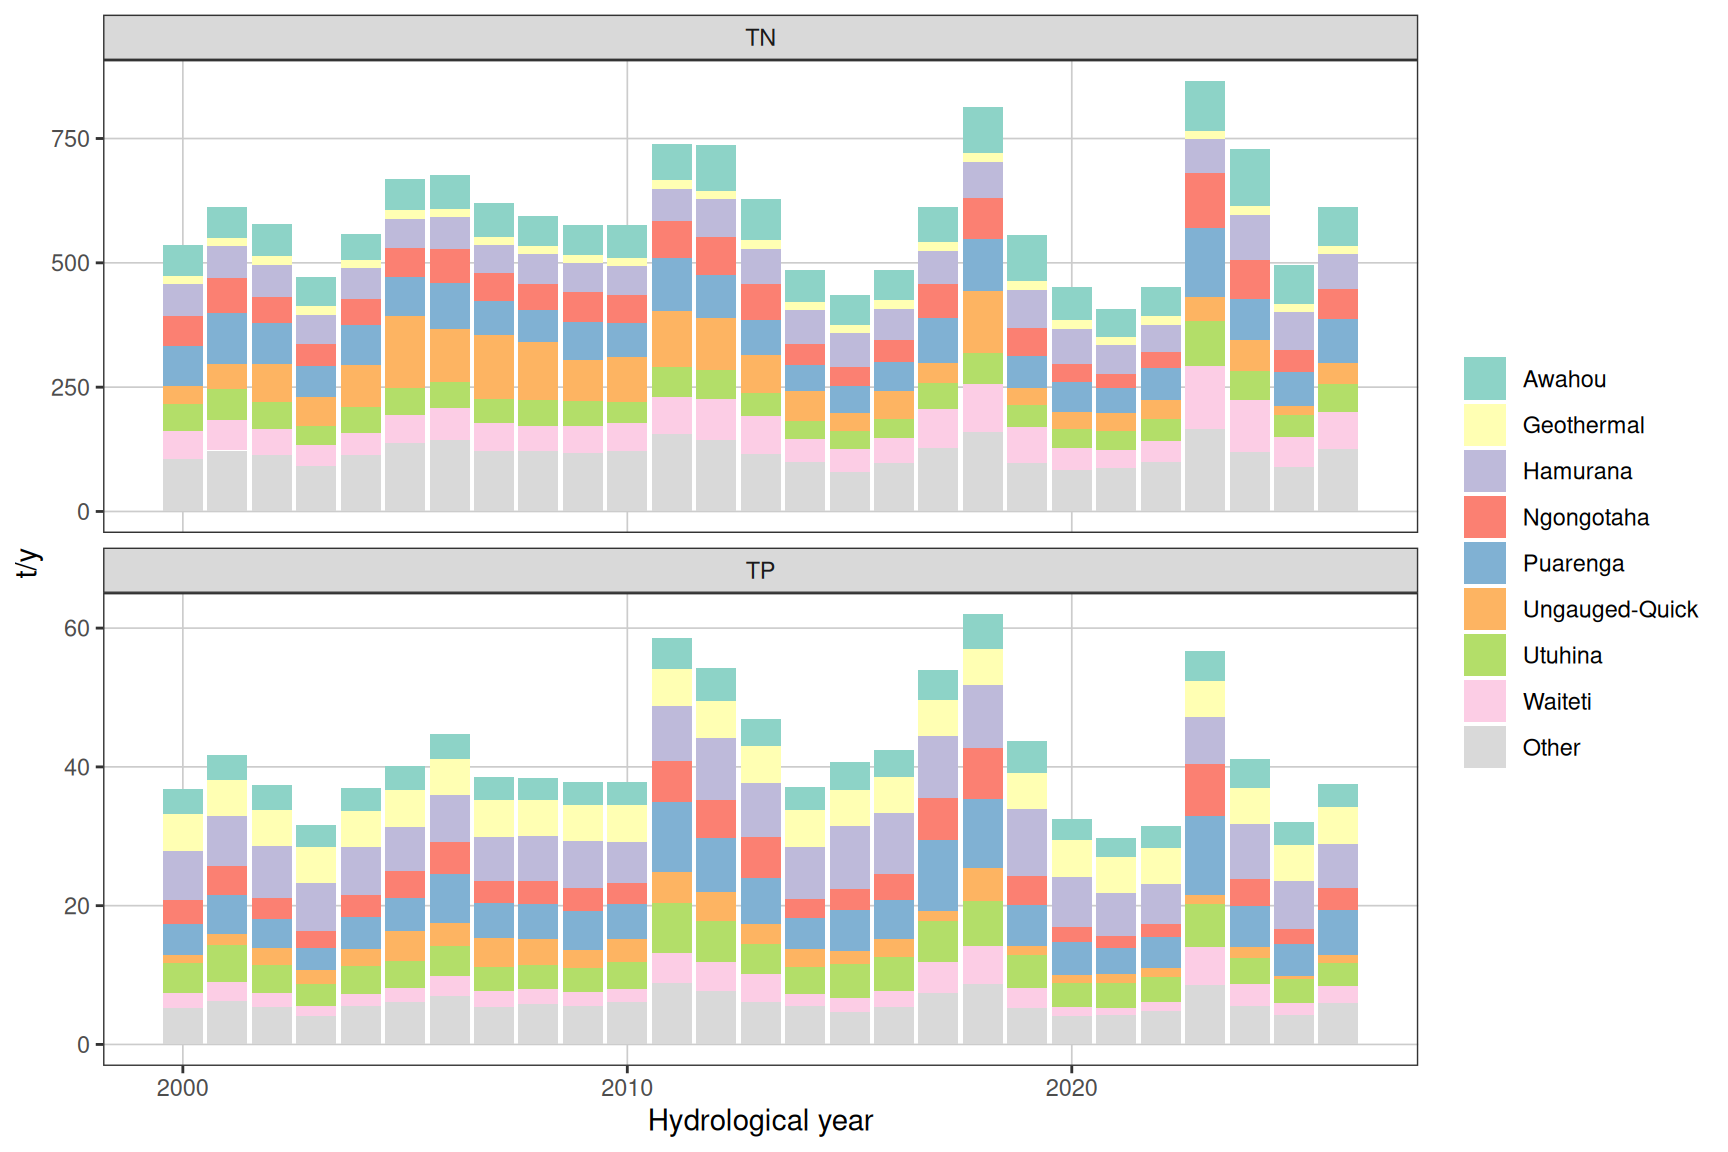 TN
750
500
250
0
t/y
TP
60
40
20
0
2000 2010 2020
Hydrological year
Awahou
Geothermal
Hamurana
Ngongotaha
Puarenga
Ungauged-Quick
Utuhina
Waiteti
Other